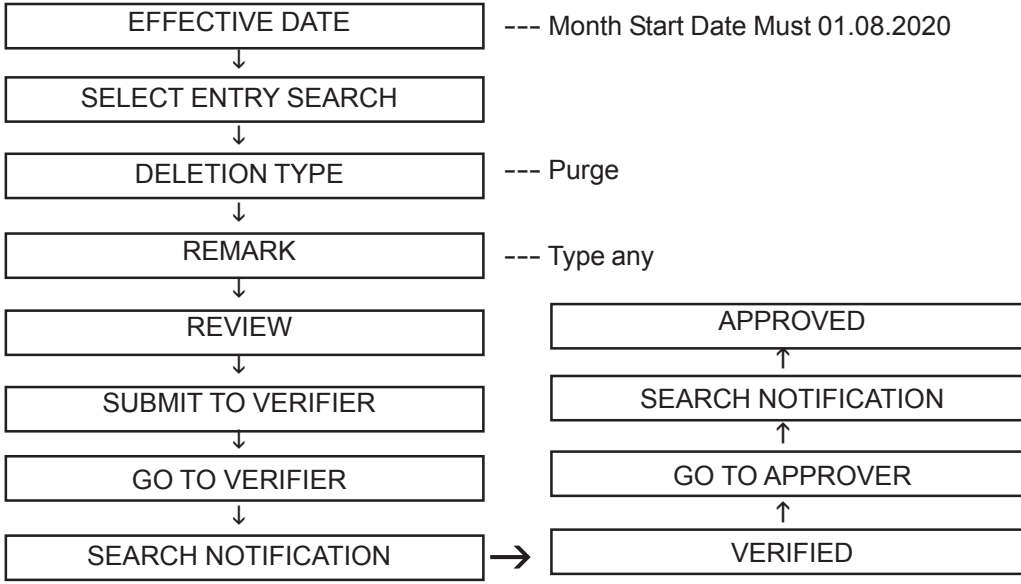 EFFECTIVE DATE --- Month Start Date Must 01.08.2020
↓
SELECT ENTRY SEARCH
↓
DELETION TYPE --- Purge
↓
REMARK --- Type any
↓
REVIEW
↓
SUBMIT TO VERIFIER
↓
GO TO VERIFIER
↓
SEARCH NOTIFICATION →
VERIFIED
↑
GO TO APPROVER
↑
SEARCH NOTIFICATION
↑
APPROVED